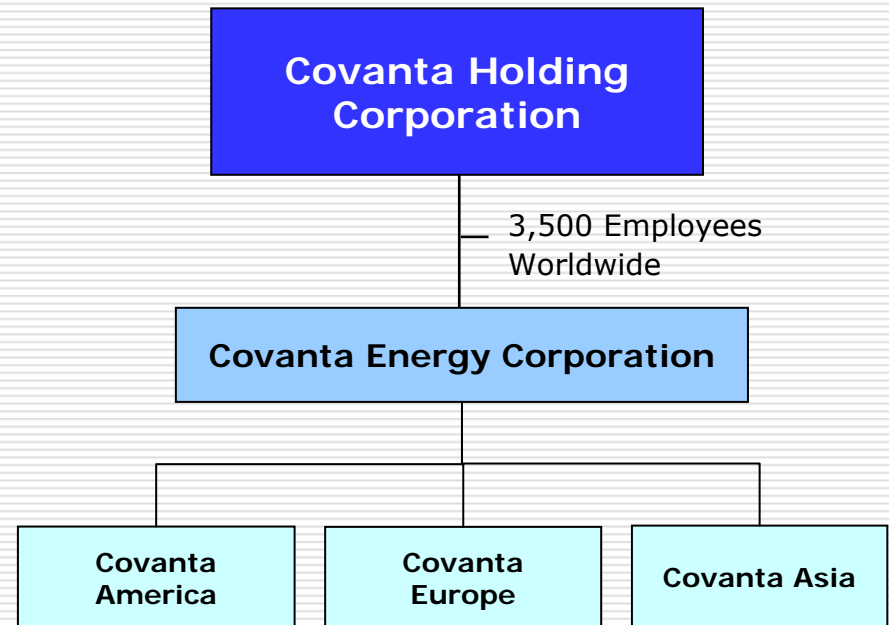 Covanta Holding
Corporation
3,500 Employees
Worldwide
Covanta Energy Corporation
Covanta
America
Covanta
Europe
Covanta Asia